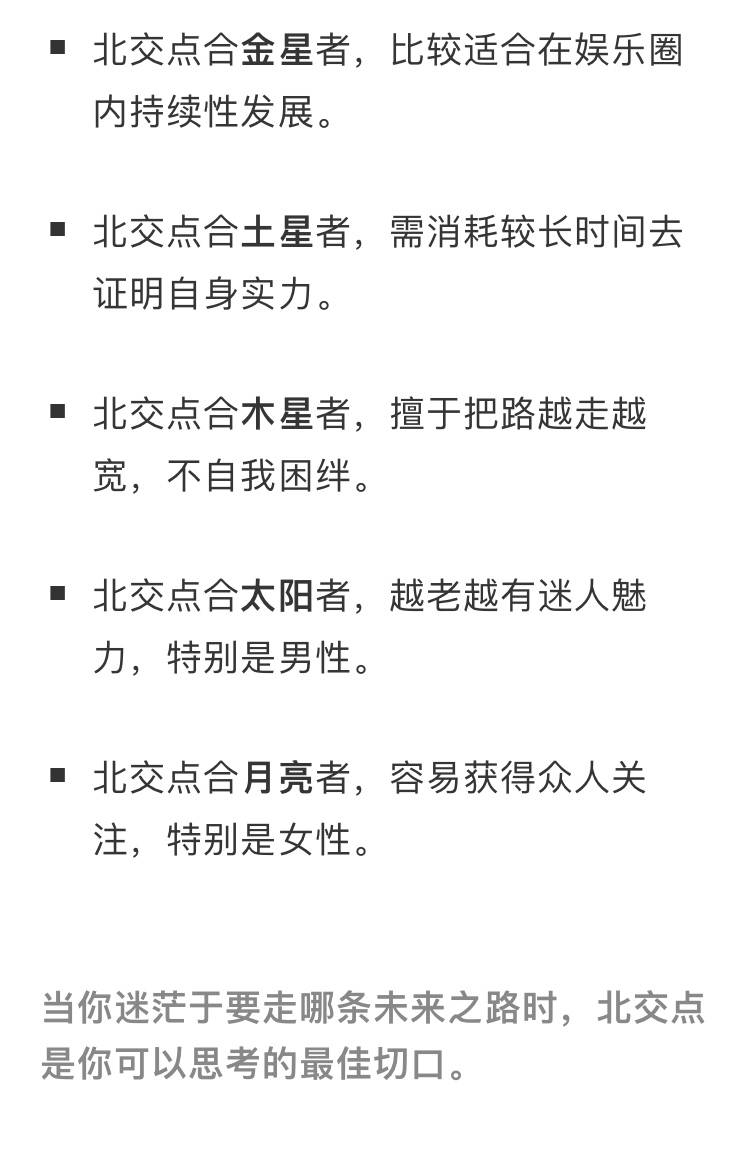 ▪ 北交点合金星者，比较适合在娱乐圈
内持续性发展。
▪ 北交点合土星者，需消耗较长时间去
证明自身实力。
▪ 北交点合木星者，擅于把路越走越
宽，不自我困绊。
▪ 北交点合太阳者，越老越有迷人魅
力，特别是男性。
▪ 北交点合月亮者，容易获得众人关
注，特别是女性。
当你迷茫于要走哪条未来之路时，北交点
是你可以思考的最佳切口。